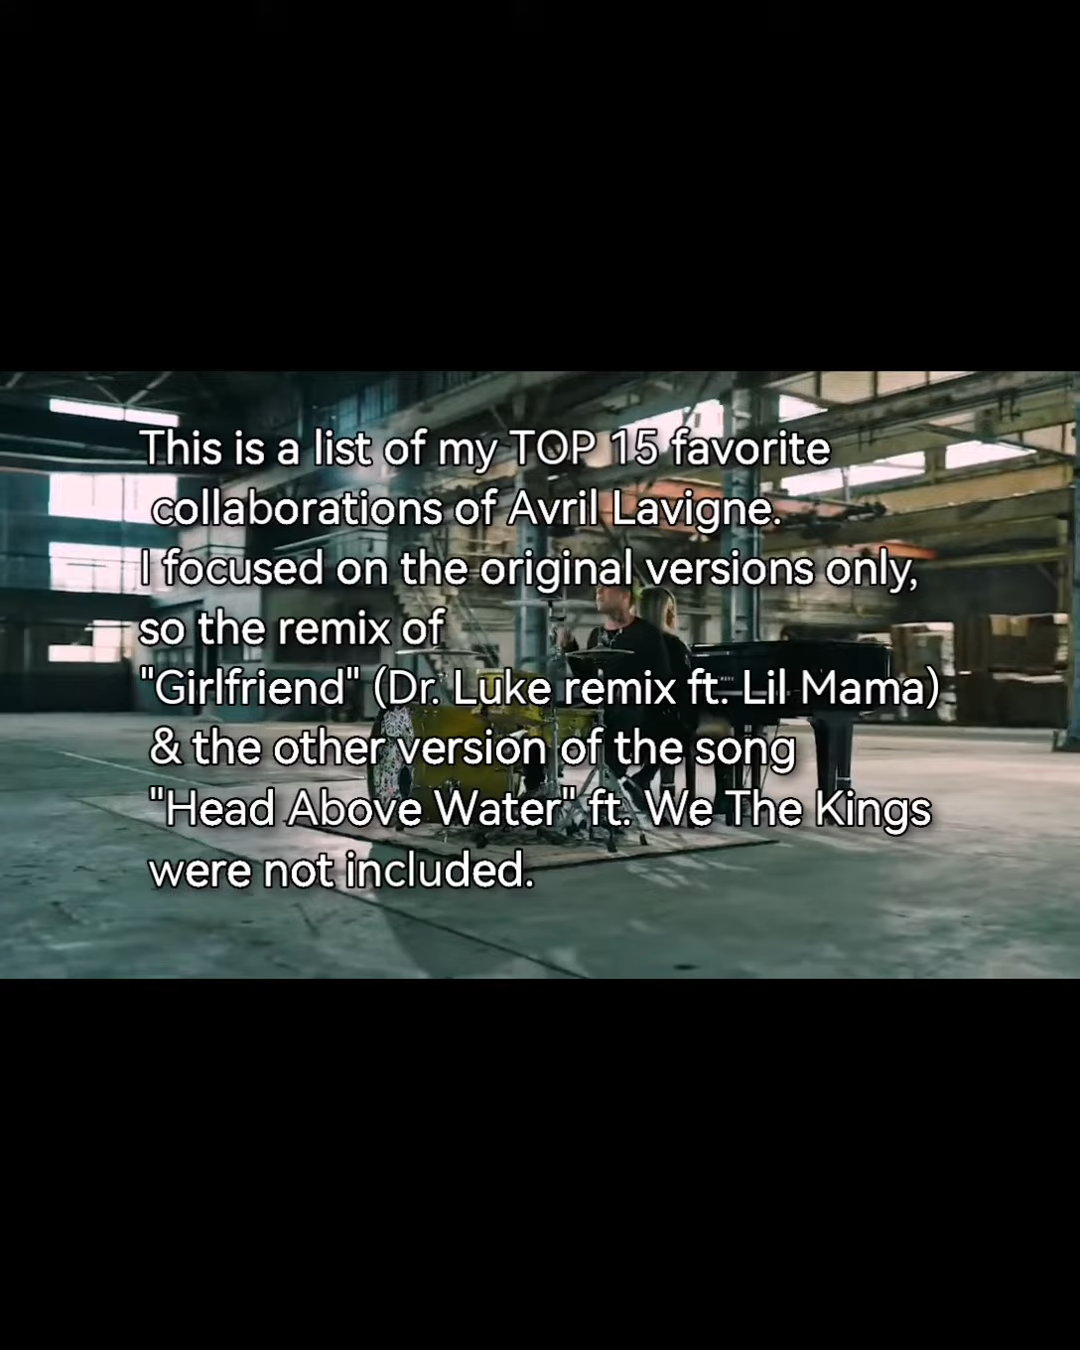 This is a list of my TOP 15 favorite
collaborations of Avril Lavigne.
I focused on the original versions only,
so the remix of
"Girlfriend" (Dr. Luke remix ft. Lil Mama)
& the other version of the song
"Head Above Water" ft. We The Kings
were not included.